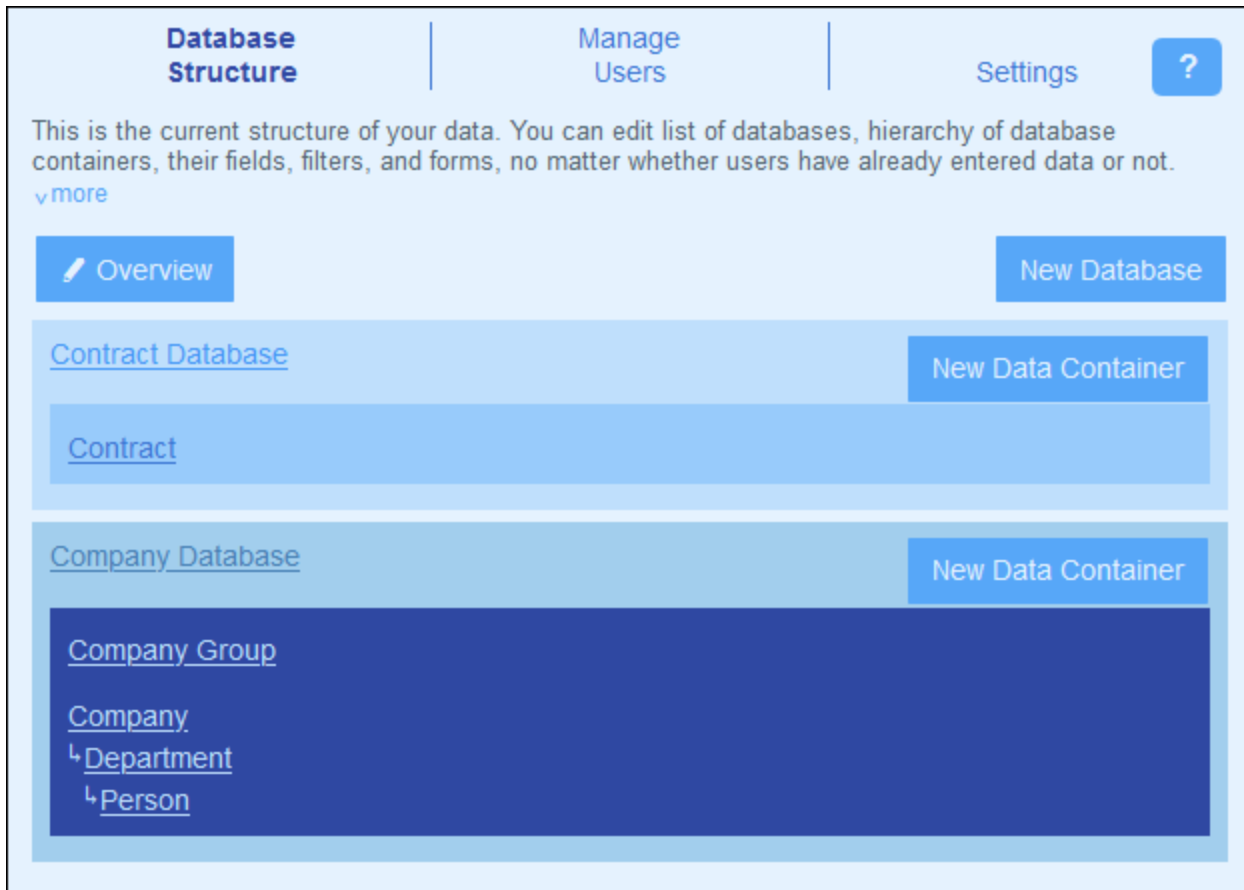 Database
Structure
Manage
Users
Settings
?
This is the current structure of your data. You can edit list of databases, hierarchy of database
containers, their fields, filters, and forms, no matter whether users have already entered data or not.
more
Overview
New Database
Contract Database
New Data Container
Contract
Company Database
New Data Container
Company Group
Company
Department
Person